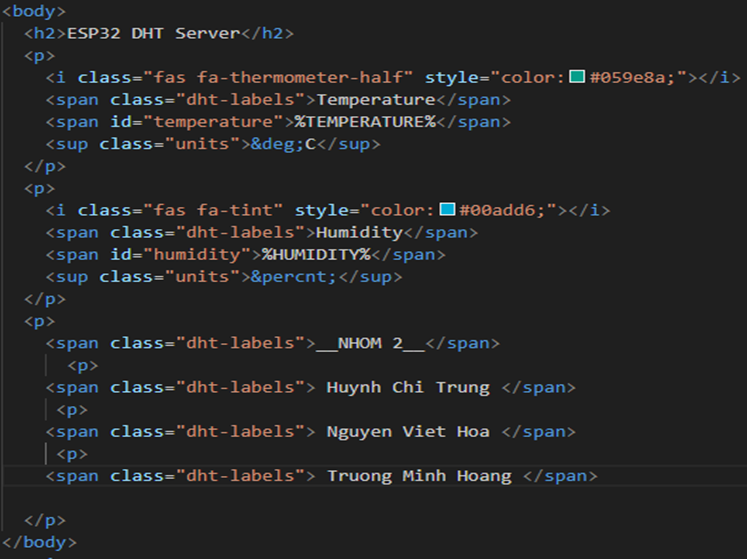 <body>
<h2>ESP32 DHT Server</h2>
<p>
<i class="fas fa-thermometer-half" style="color:#059e8a;"></i>
<span class="dht-labels">Temperature</span>
<span id="temperature">%TEMPERATURE%</span>
<sup class="units">&deg;C</sup>
</p>
<p>
<i class="fas fa-tint" style="color:#00add6;"></i>
<span class="dht-labels">Humidity</span>
<span id="humidity">%HUMIDITY%</span>
<sup class="units">&percnt;</sup>
</p>
<p>
<span class="dht-labels">__NHOM 2__</span>
<p>
<span class="dht-labels"> Huynh Chi Trung </span>
<p>
<span class="dht-labels"> Nguyen Viet Hoa </span>
<p>
<span class="dht-labels"> Truong Minh Hoang </span>
</p>
</body>